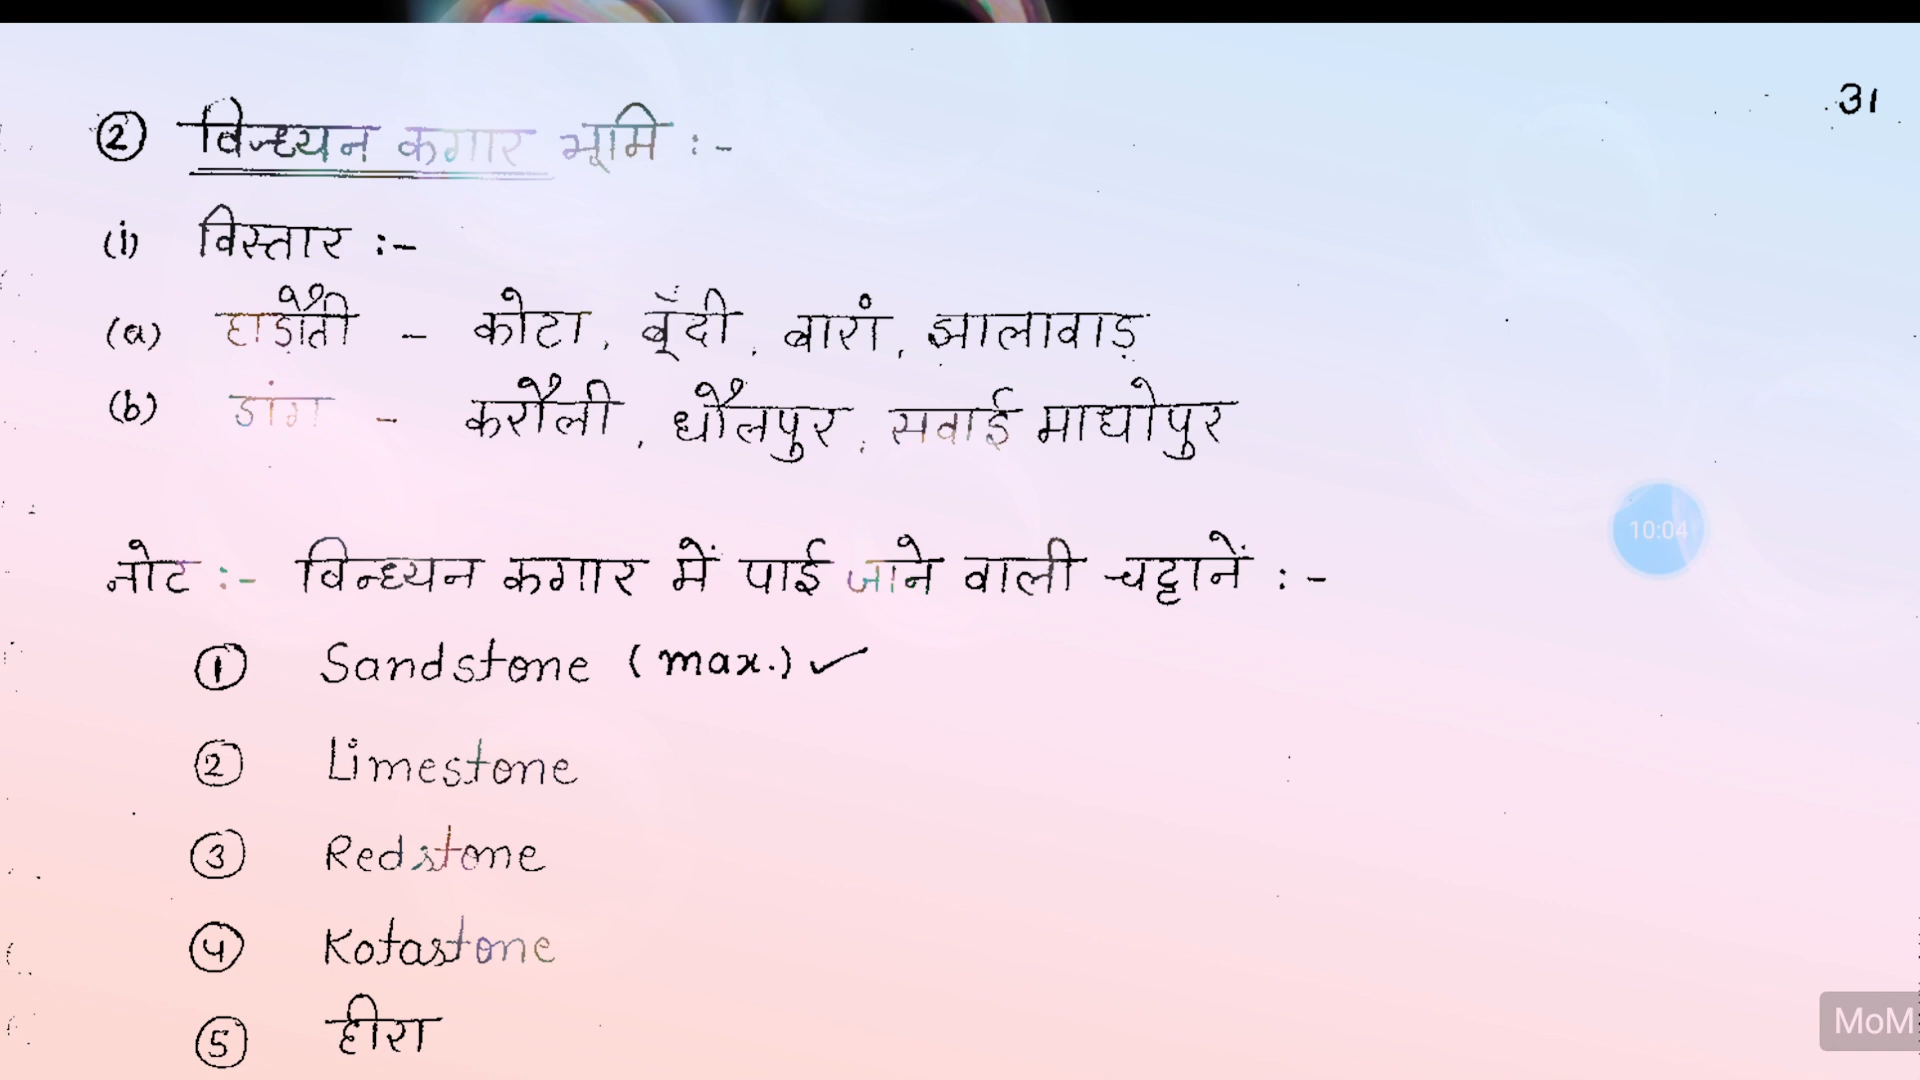 31
② विन्ध्यन कगार भूमि :-
(i) विस्तार :-
(a) हाड़ौती - कोटा, बूँदी, बारां, झालावाड़
(b) डांग - करौली, धौलपुर, सवाई माधोपुर
10:04
नोट :- विन्ध्यन कगार में पाई जाने वाली चट्टानें :-
① Sandstone (max.) ✓
② Limestone
③ Redstone
④ Kotastone
⑤ हीरा
MoM